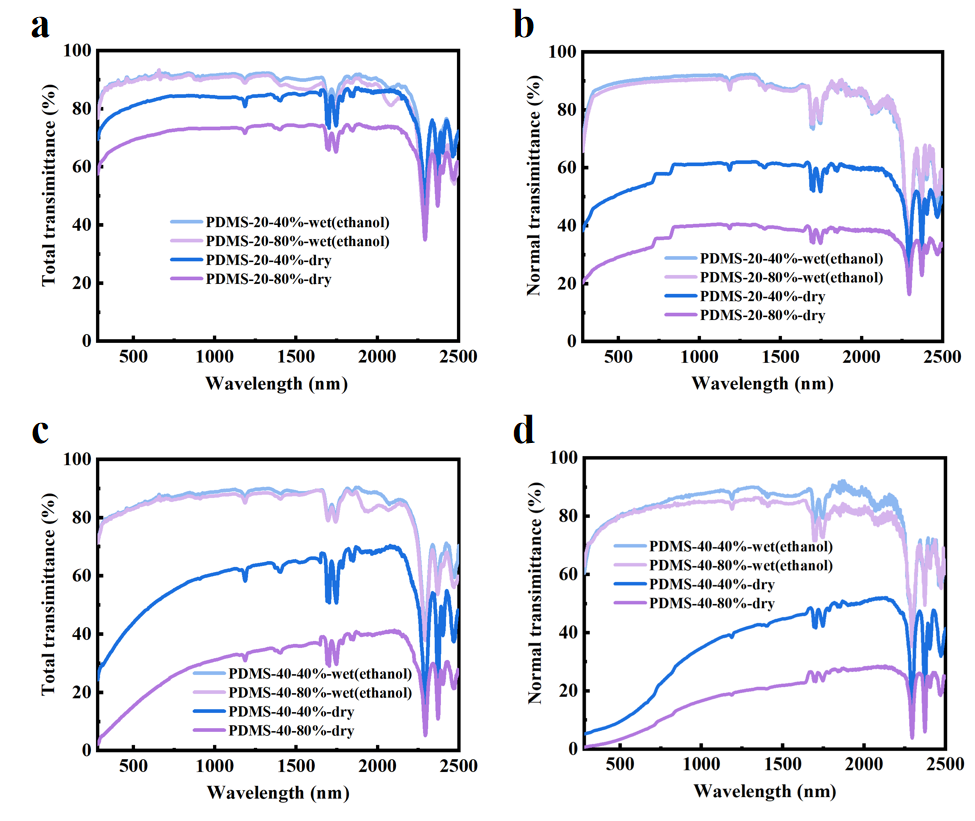 a
Total transimittance (%)
100
80
60
40
20
0
PDMS-20-40%-wet(ethanol)
PDMS-20-80%-wet(ethanol)
PDMS-20-40%-dry
PDMS-20-80%-dry
500 1000 1500 2000 2500
Wavelength (nm)
b
Normal transimittance (%)
100
80
60
40
20
0
PDMS-20-40%-wet(ethanol)
PDMS-20-80%-wet(ethanol)
PDMS-20-40%-dry
PDMS-20-80%-dry
500 1000 1500 2000 2500
Wavelength (nm)
c
Total transimittance (%)
100
80
60
40
20
0
PDMS-40-40%-wet(ethanol)
PDMS-40-80%-wet(ethanol)
PDMS-40-40%-dry
PDMS-40-80%-dry
500 1000 1500 2000 2500
Wavelength (nm)
d
Normal transimittance (%)
100
80
60
40
20
0
PDMS-40-40%-wet(ethanol)
PDMS-40-80%-wet(ethanol)
PDMS-40-40%-dry
PDMS-40-80%-dry
500 1000 1500 2000 2500
Wavelength (nm)